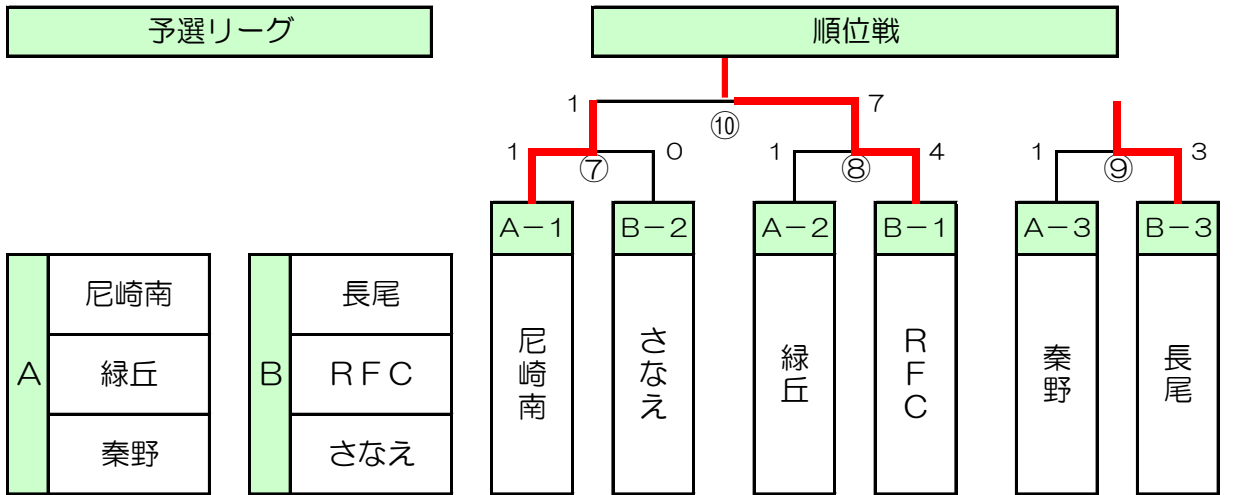 予選リーグ
順位戦
1
7
⑩
1
⑦
0
1
⑧
4
1
⑨
3
A-1
B-2
A-2
B-1
A-3
B-3
尼崎南
さなえ
緑丘
RFC
秦野
長尾
A
尼崎南
緑丘
秦野
B
長尾
RFC
さなえ